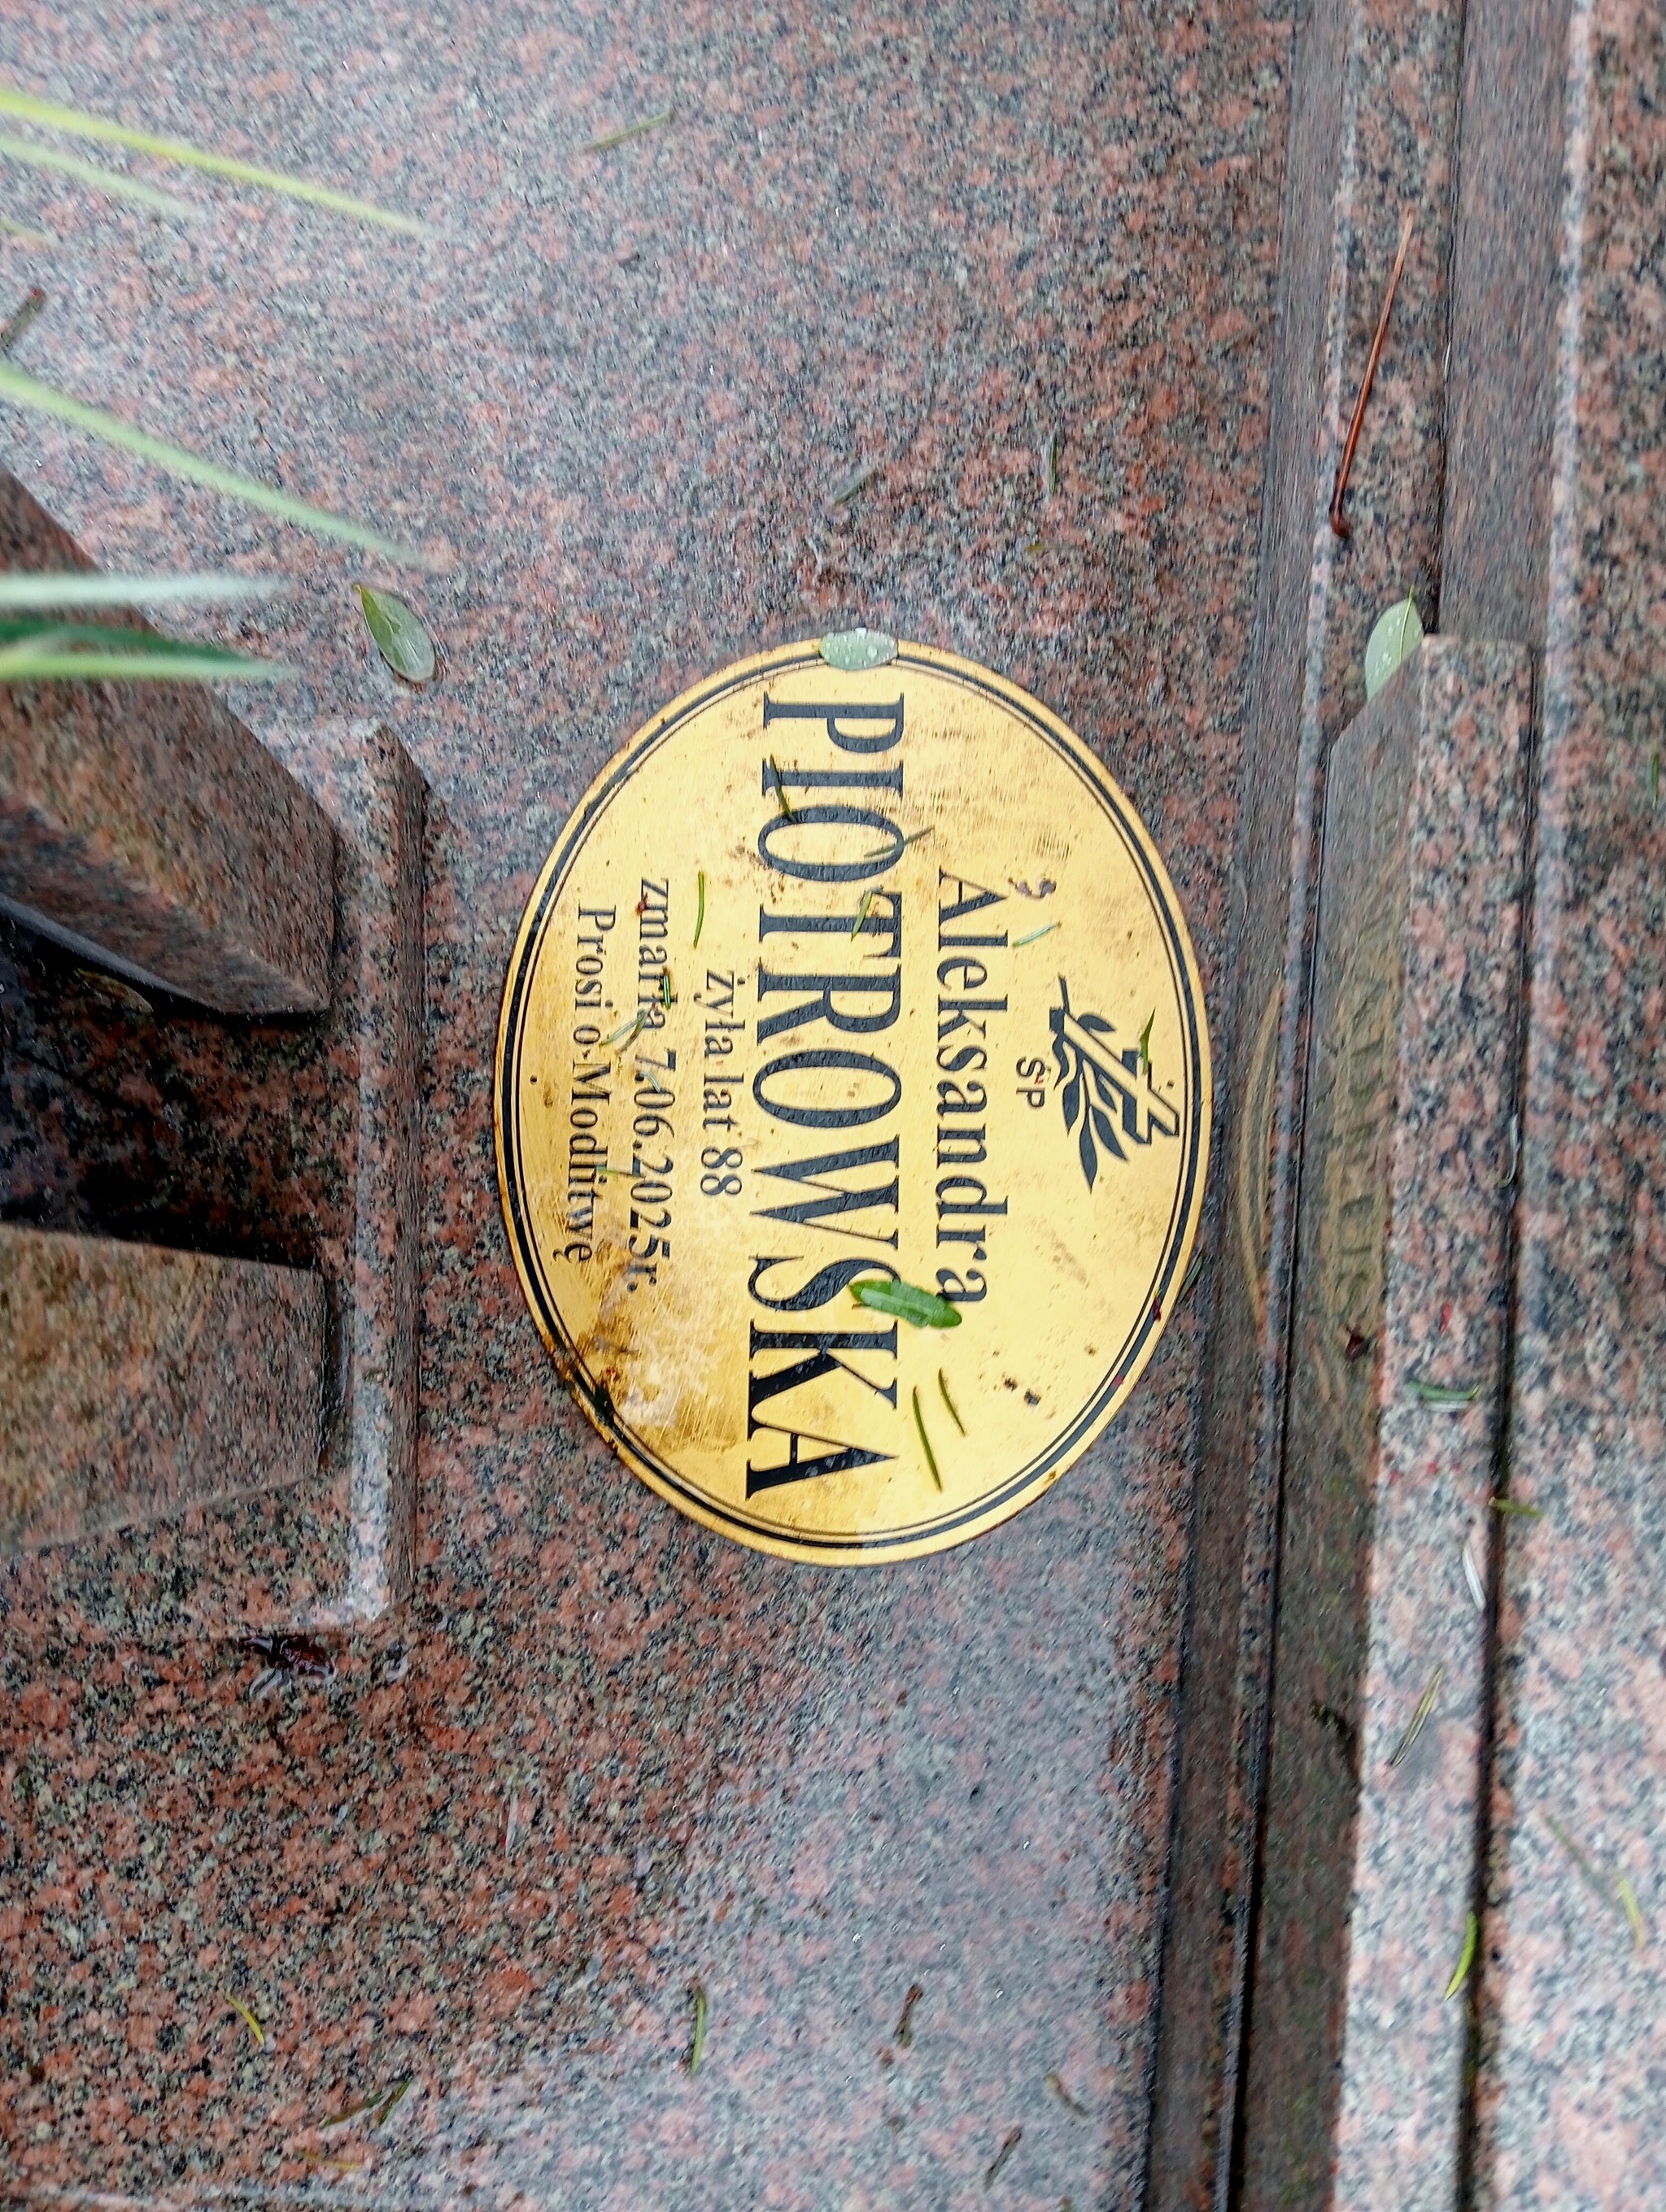 ŚP
Aleksandra
PIOTROWSKA
żyła lat 88
zmarła 7.06.2025r.
Prosi o Modlitwę